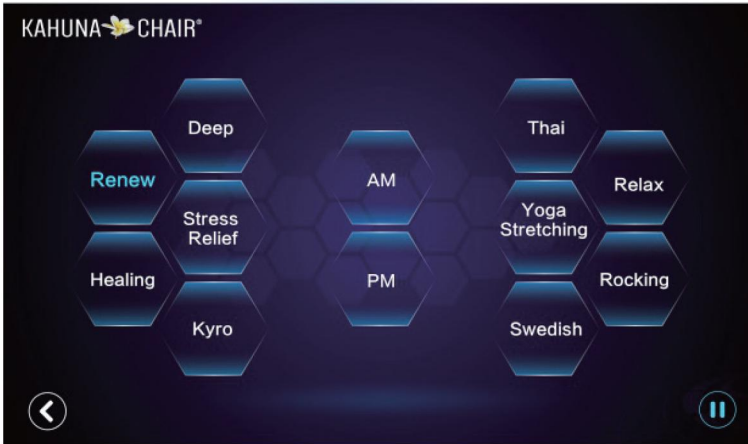 KAHUNA CHAIR®
Deep
Renew
Stress
Relief
Healing
Kyro
AM
PM
Thai
Relax
Yoga
Stretching
Rocking
Swedish